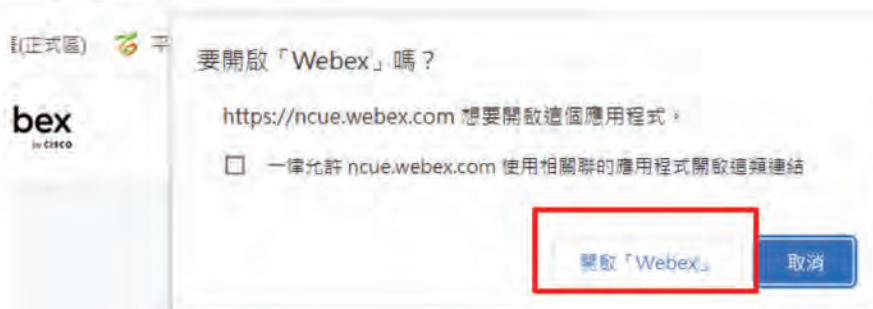 (正式區) 平
要開啟「Webex」嗎？
https://ncue.webex.com 想要開啟這個應用程式。
bex
by CISCO
一律允許 ncue.webex.com 使用相關聯的應用程式開啟這類連結
開啟「Webex」 取消